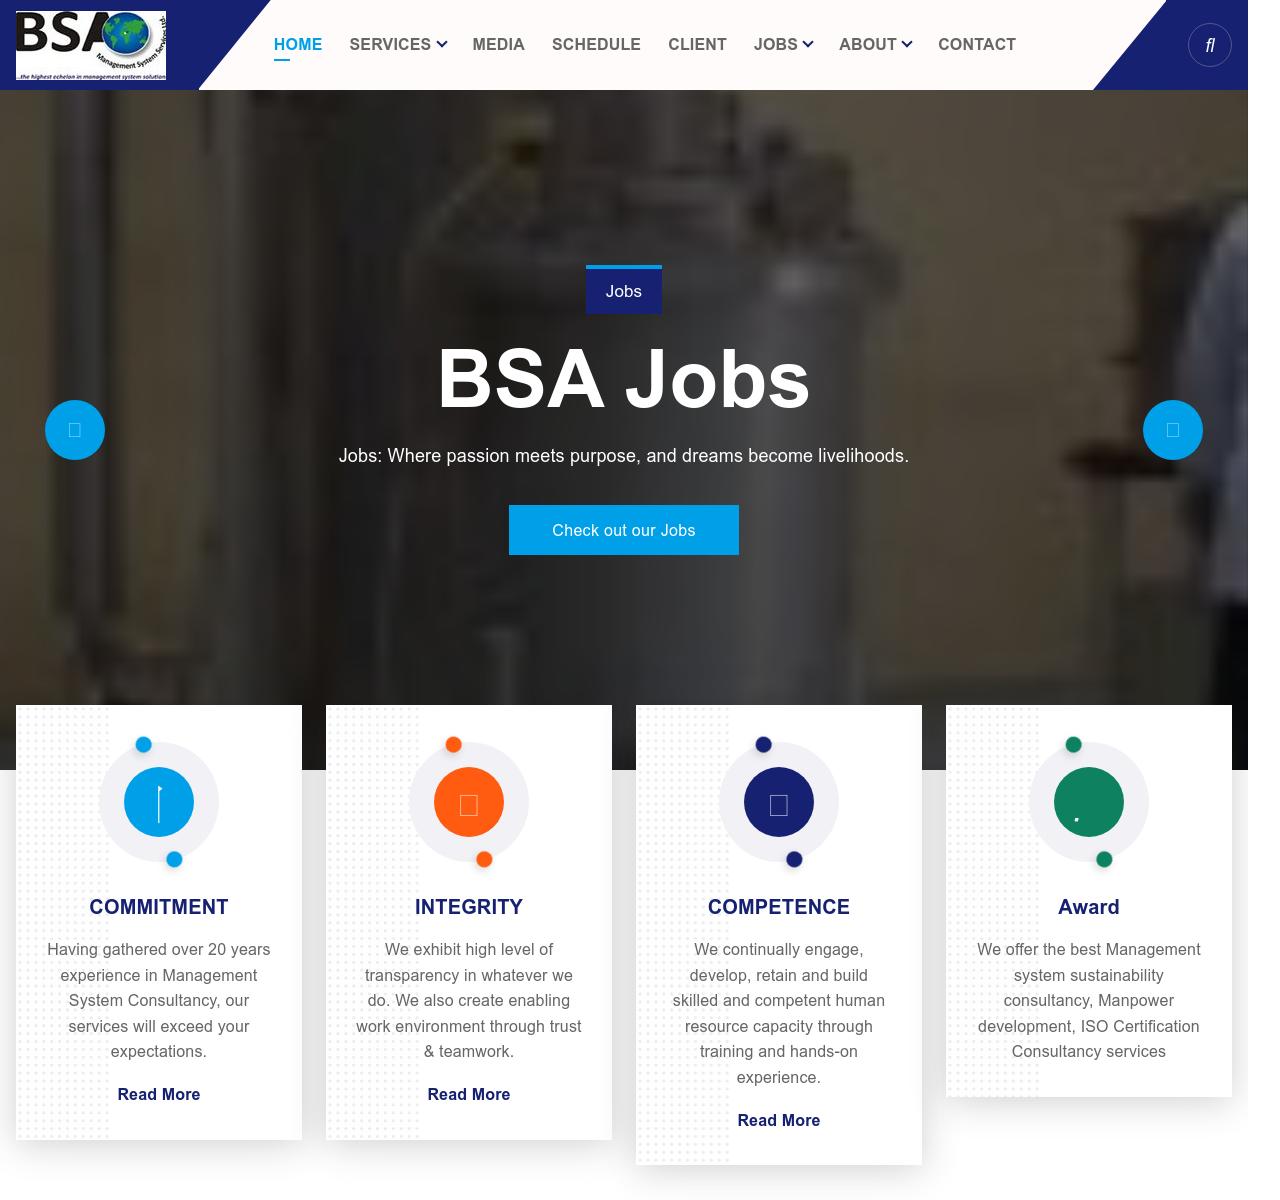 BSA
Management System Services Ltd.
...the highest echelon in management system solution
HOME SERVICES MEDIA SCHEDULE CLIENT JOBS ABOUT CONTACT
Jobs
BSA Jobs
Jobs: Where passion meets purpose, and dreams become livelihoods.
Check out our Jobs
COMMITMENT
Having gathered over 20 years
experience in Management
System Consultancy, our
services will exceed your
expectations.
Read More
INTEGRITY
We exhibit high level of
transparency in whatever we
do. We also create enabling
work environment through trust
& teamwork.
Read More
COMPETENCE
We continually engage,
develop, retain and build
skilled and competent human
resource capacity through
training and hands-on
experience.
Read More
Award
We offer the best Management
system sustainability
consultancy, Manpower
development, ISO Certification
Consultancy services